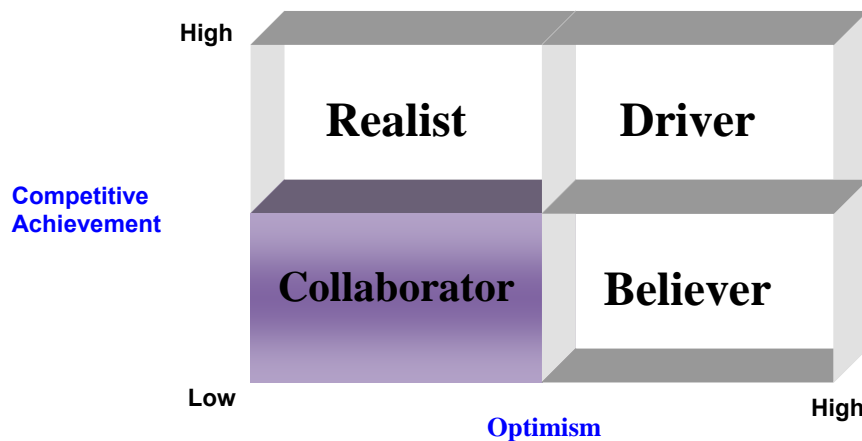 High
Realist
Driver
Competitive
Achievement
Collaborator
Believer
Low
High
Optimism